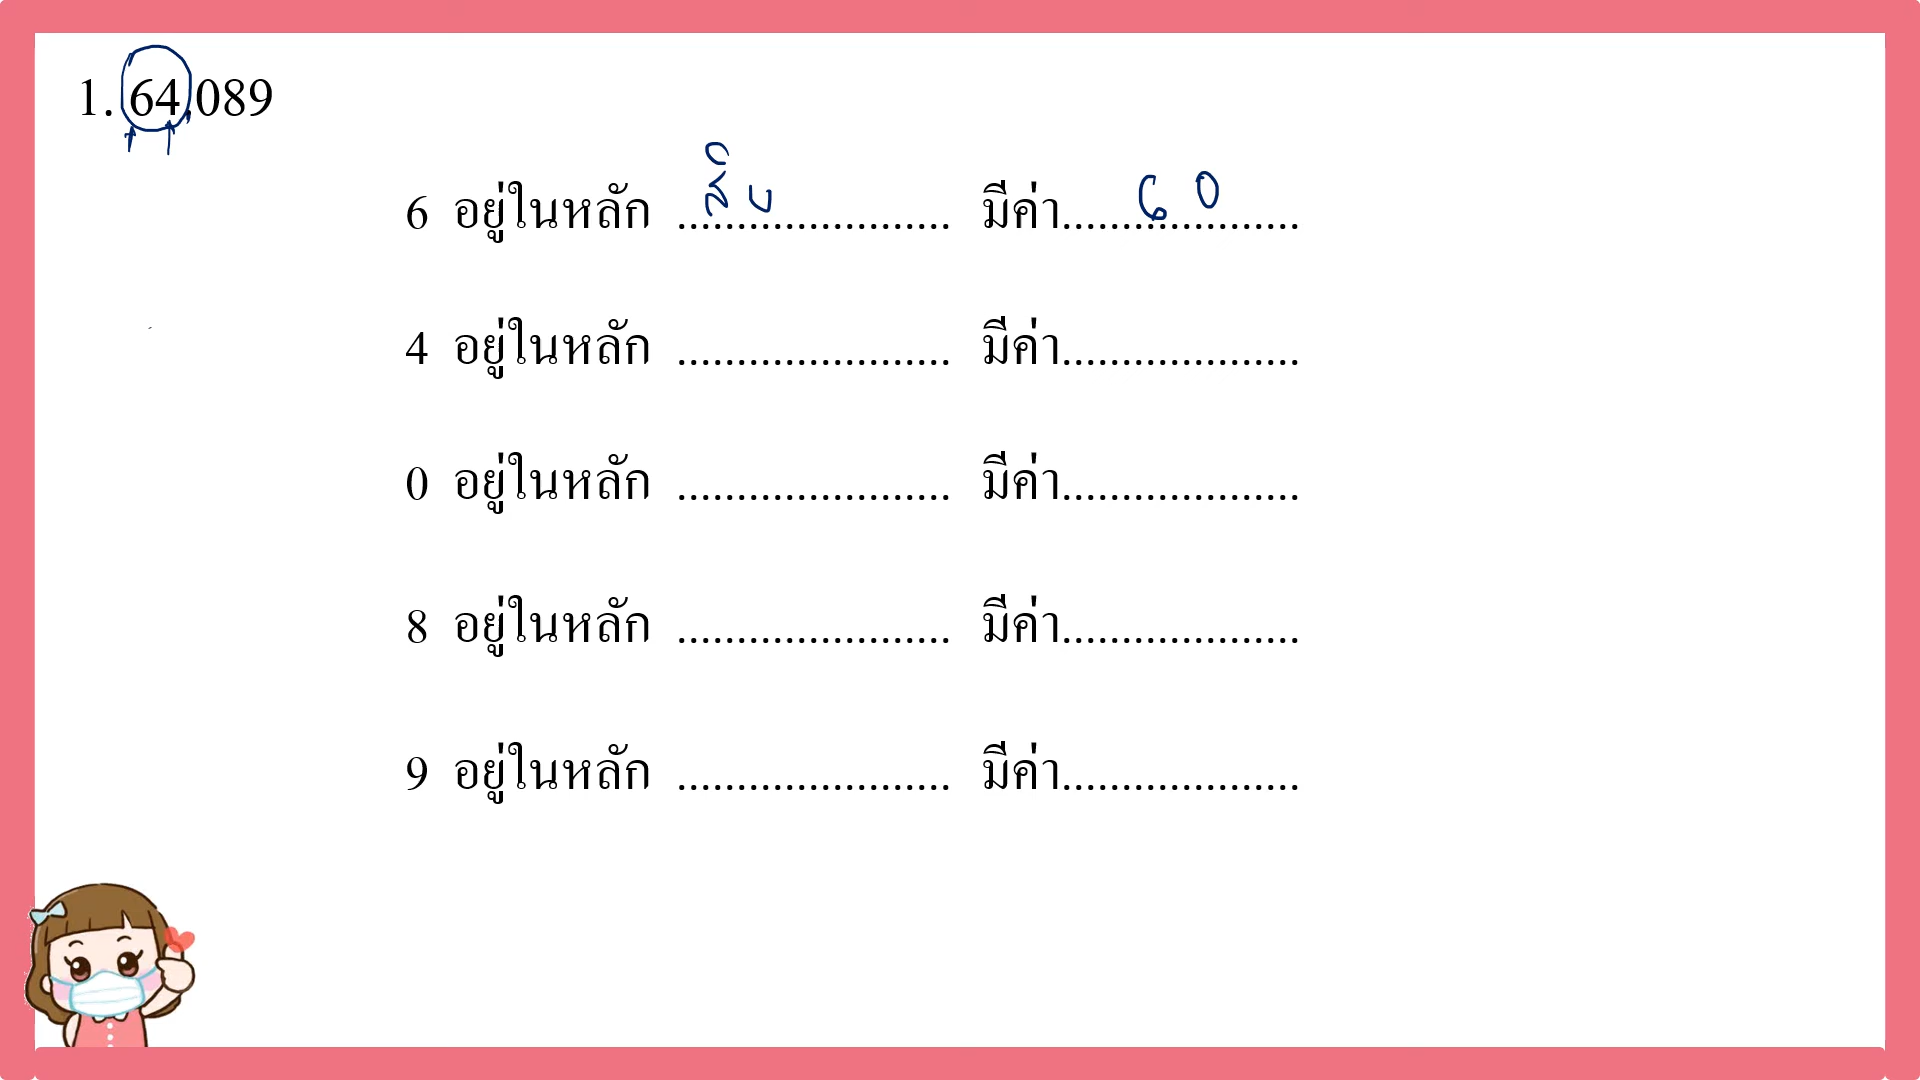 1. 64,089
6 อยู่ในหลัก ....................... มีค่า....................
สิบ 60
4 อยู่ในหลัก ....................... มีค่า....................
0 อยู่ในหลัก ....................... มีค่า....................
8 อยู่ในหลัก ....................... มีค่า....................
9 อยู่ในหลัก ....................... มีค่า....................